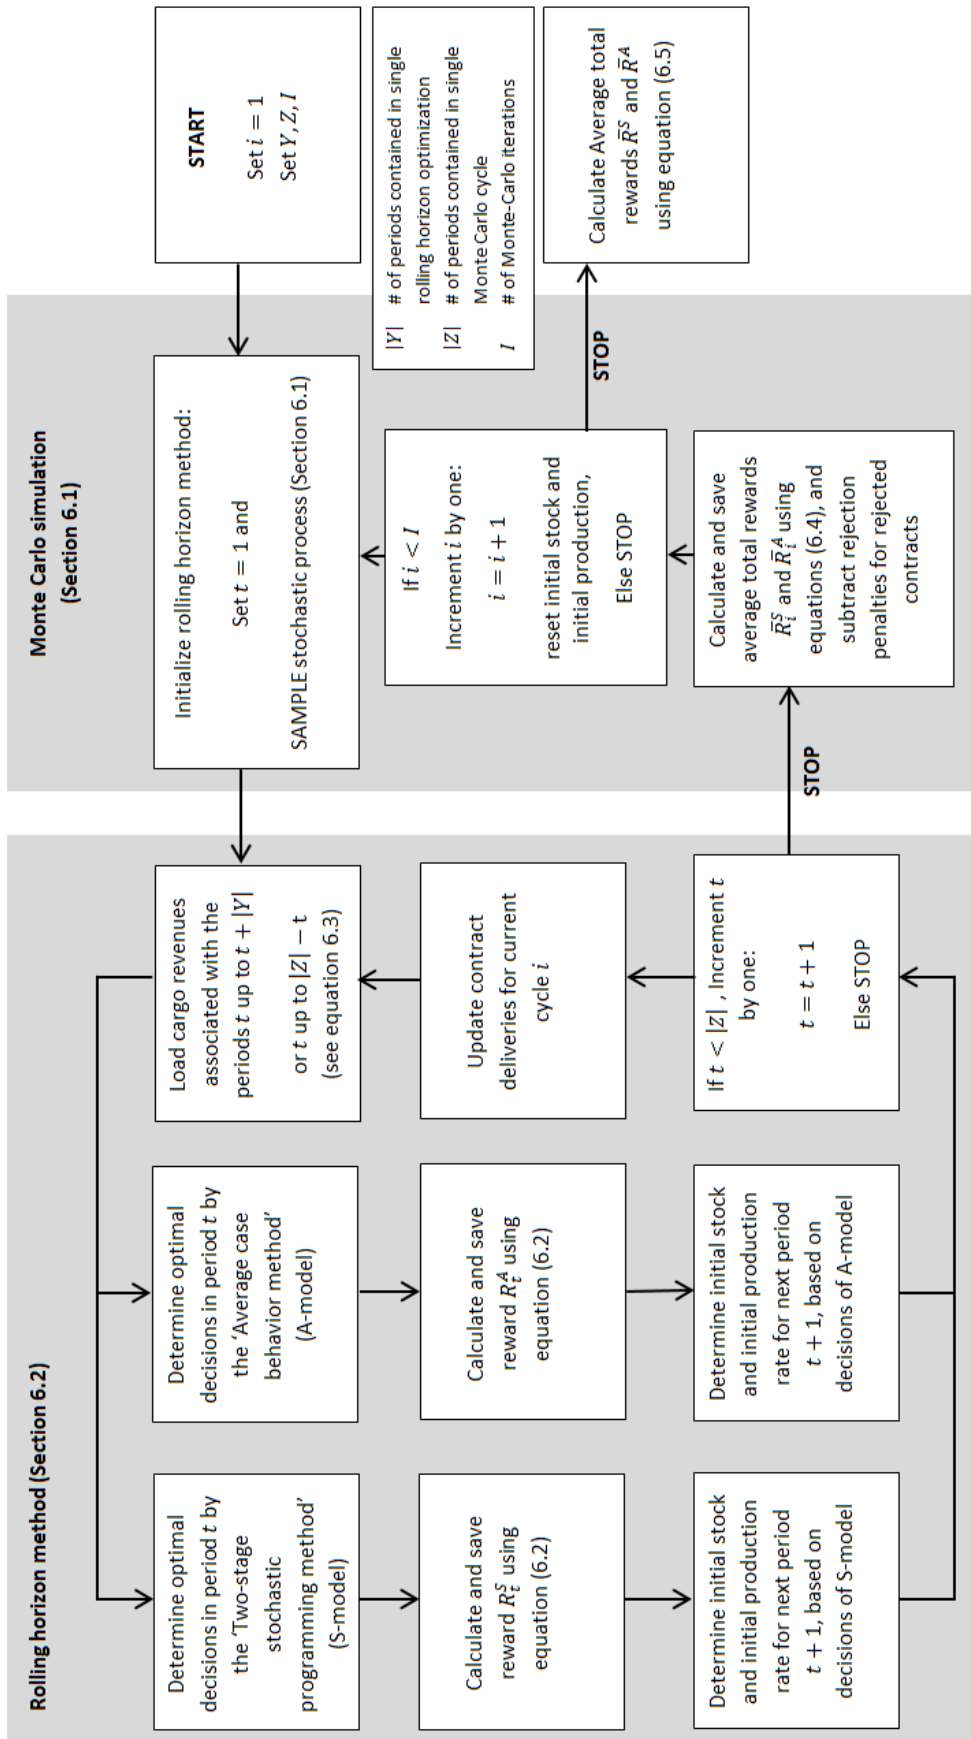 Rolling horizon method (Section 6.2)
Monte Carlo simulation
(Section 6.1)
START
Set i = 1
Set Y, Z, I
Initialize rolling horizon method:
Set t = 1 and
SAMPLE stochastic process (Section 6.1)
Load cargo revenues
associated with the
periods t up to t + |Y|
or t up to |Z| − t
(see equation 6.3)
Determine optimal
decisions in period t by
the ‘Average case
behavior method’
(A-model)
Determine optimal
decisions in period t by
the ‘Two-stage
stochastic
programming method’
(S-model)
|Y| # of periods contained in single
rolling horizon optimization
|Z| # of periods contained in single
Monte Carlo cycle
I # of Monte-Carlo iterations
If i < I
Increment i by one:
i = i + 1
reset initial stock and
initial production,
Else STOP
STOP
Update contract
deliveries for current
cycle i
Calculate and save
reward R_t^A using
equation (6.2)
Calculate and save
reward R_t^S using
equation (6.2)
Calculate Average total
rewards R̄^S and R̄^A
using equation (6.5)
Calculate and save
average total rewards
R̄_i^S and R̄_i^A using
equations (6.4), and
subtract rejection
penalties for rejected
contracts
STOP
If t < |Z| , Increment t
by one:
t = t + 1
Else STOP
Determine initial stock
and initial production
rate for next period
t + 1, based on
decisions of A-model
Determine initial stock
and initial production
rate for next period
t + 1, based on
decisions of S-model